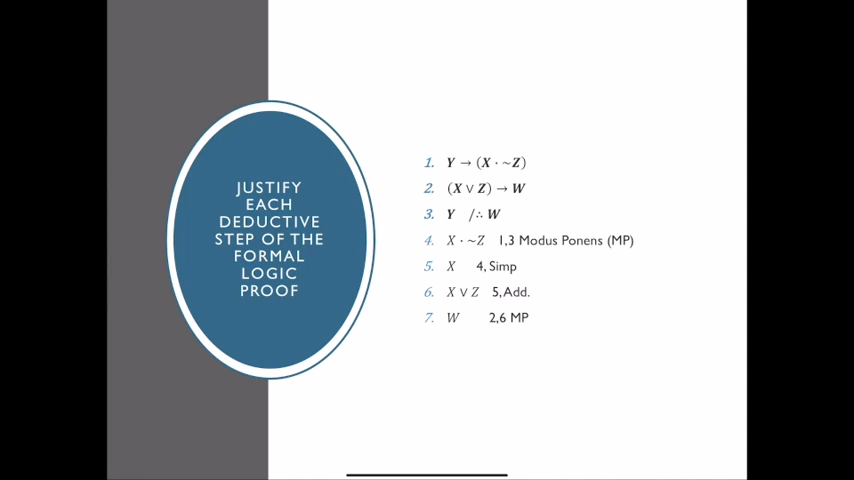 JUSTIFY
EACH
DEDUCTIVE
STEP OF THE
FORMAL
LOGIC
PROOF
1. Y → (X · ~Z)
2. (X ∨ Z) → W
3. Y /∴ W
4. X · ~Z 1,3 Modus Ponens (MP)
5. X 4, Simp
6. X ∨ Z 5, Add.
7. W 2,6 MP